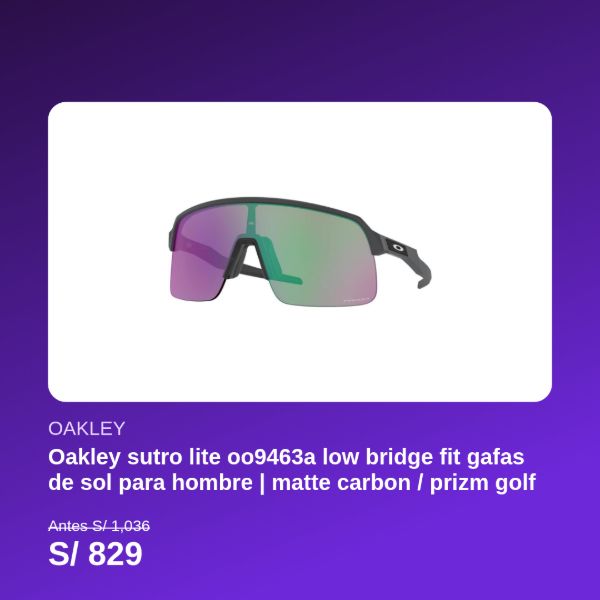 OAKLEY
Oakley sutro lite oo9463a low bridge fit gafas
de sol para hombre | matte carbon / prizm golf
Antes S/ 1,036
S/ 829